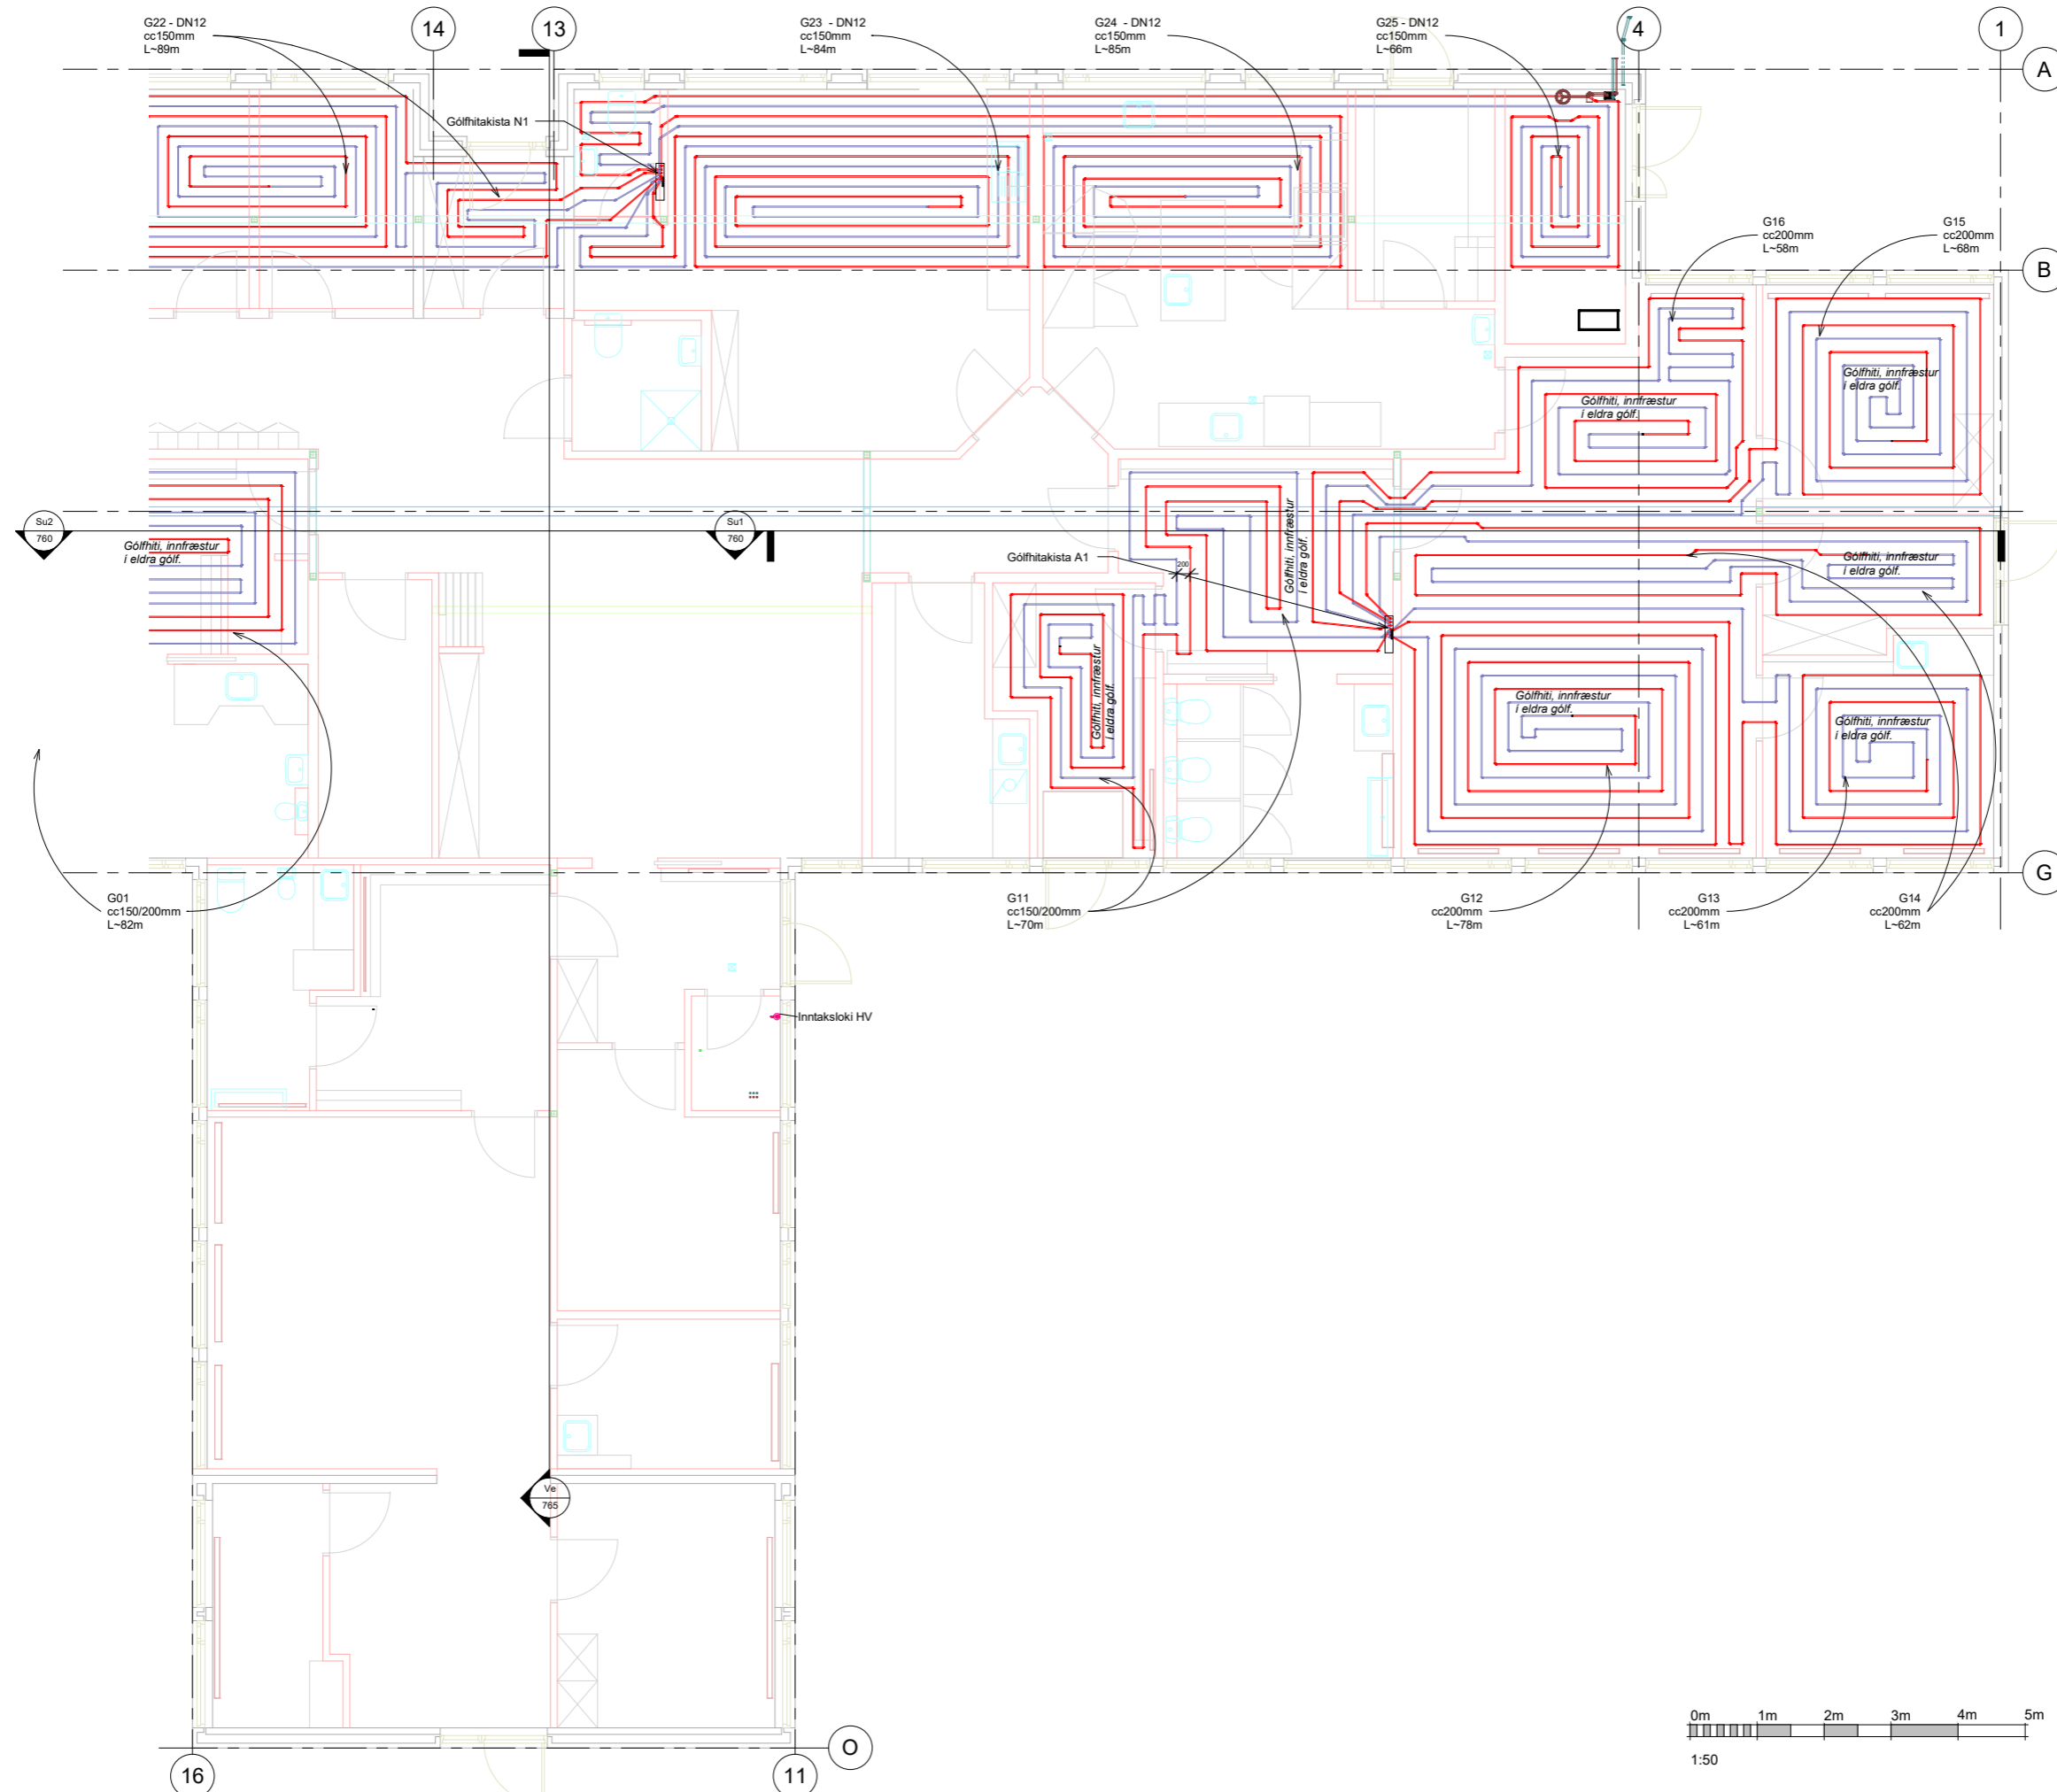 G22 - DN12
cc150mm
L~89m
14
13
G23 - DN12
cc150mm
L~84m
G24 - DN12
cc150mm
L~85m
G25 - DN12
cc150mm
L~66m
4
1
A
Gólfhitakista N1
G16
cc200mm
L~58m
G15
cc200mm
L~68m
B
Gólfhiti, innfræstur
í eldra gólf.
Gólfhiti, innfræstur
í eldra gólf.
Su2
760
Gólfhiti, innfræstur
í eldra gólf.
Su1
760
Gólfhitakista A1
200
Gólfhiti, innfræstur
í eldra gólf.
Gólfhiti, innfræstur
í eldra gólf.
Gólfhiti, innfræstur
í eldra gólf.
Gólfhiti, innfræstur
í eldra gólf.
Gólfhiti, innfræstur
í eldra gólf.
G
G01
cc150/200mm
L~82m
G11
cc150/200mm
L~70m
G12
cc200mm
L~78m
G13
cc200mm
L~61m
G14
cc200mm
L~62m
Inntaksloki HV
Ve
765
0m 1m 2m 3m 4m 5m
1:50
O
16
11